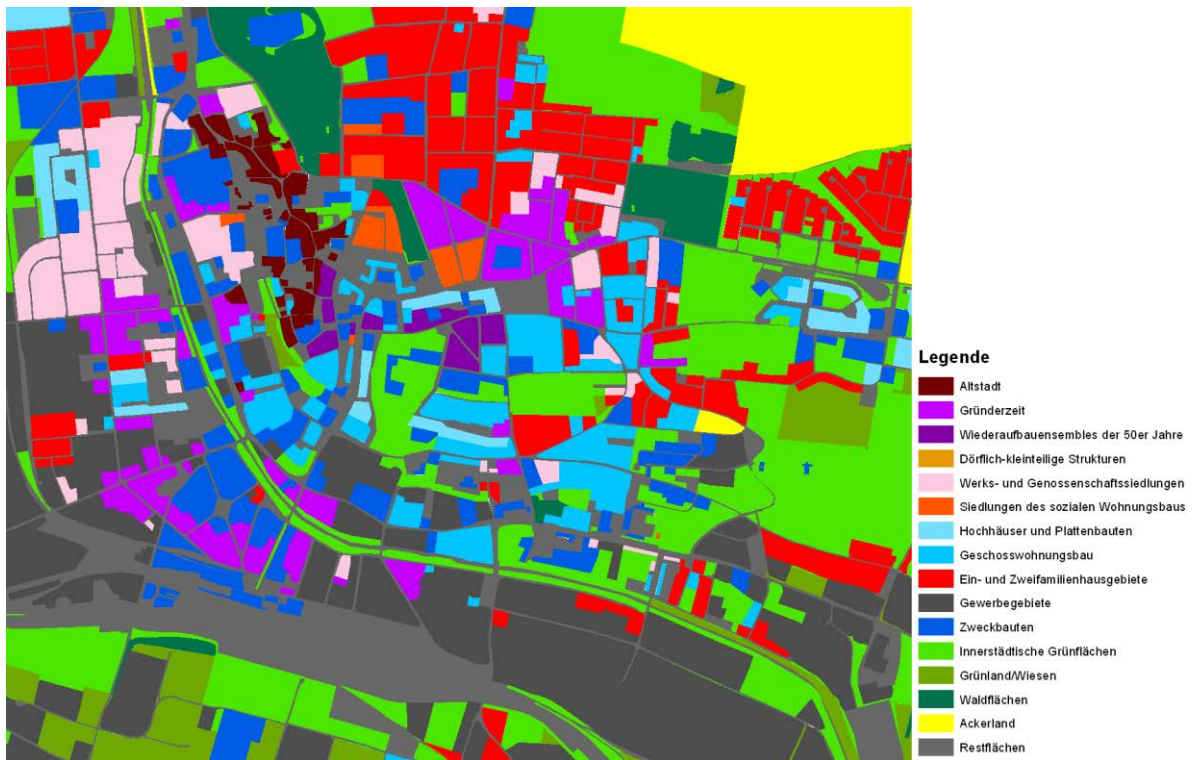 Legende
Altstadt
Gründerzeit
Wiederaufbauensembles der 50er Jahre
Dörflich-kleinteilige Strukturen
Werks- und Genossenschaftssiedlungen
Siedlungen des sozialen Wohnungsbaus
Hochhäuser und Plattenbauten
Geschosswohnungsbau
Ein- und Zweifamilienhausgebiete
Gewerbegebiete
Zweckbauten
Innerstädtische Grünflächen
Grünland/Wiesen
Waldflächen
Ackerland
Restflächen